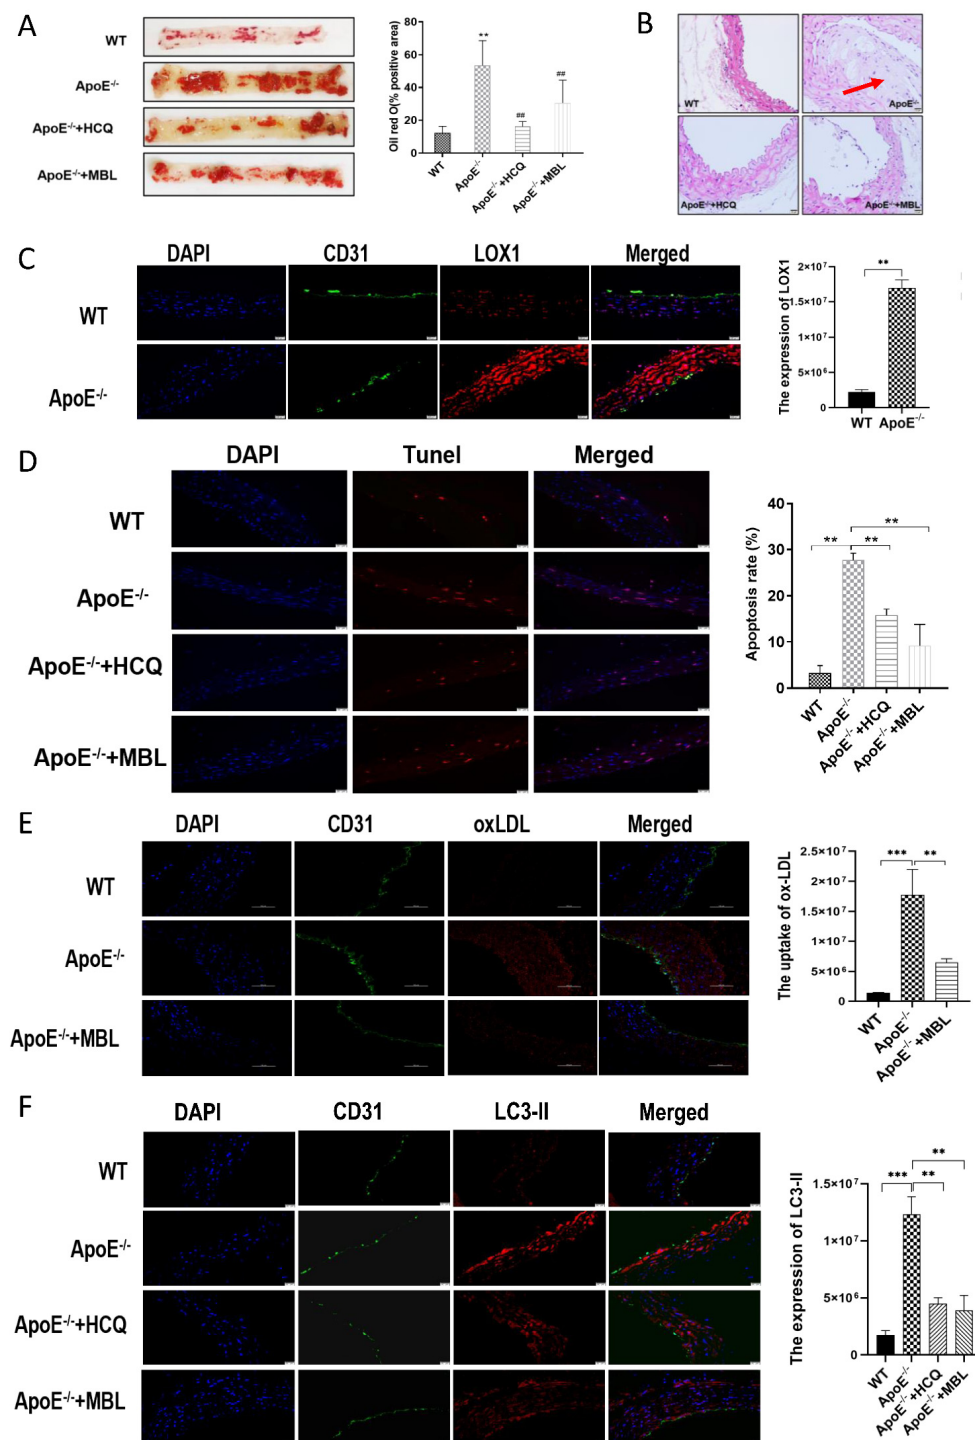 A
WT
ApoE-/-
ApoE-/-+HCQ
ApoE-/-+MBL
Oil red O(% positive area)
80
60
40
20
0
**
##
##
WT
ApoE-/-
ApoE-/-+HCQ
ApoE-/-+MBL
B
WT
ApoE-/-
ApoE-/-+HCQ
ApoE-/-+MBL
C
DAPI CD31 LOX1 Merged
WT
ApoE-/-
The expression of LOX1
2×10^7
1.5×10^7
10^7
5×10^6
0
**
WT ApoE-/-
D
DAPI Tunel Merged
WT
ApoE-/-
ApoE-/-+HCQ
ApoE-/-+MBL
Apoptosis rate (%)
40
30
20
10
0
**
** **
WT
ApoE-/-
ApoE-/-+HCQ
ApoE-/-+MBL
E
DAPI CD31 oxLDL Merged
WT
ApoE-/-
ApoE-/-+MBL
The uptake of ox-LDL
2.5×10^7
2×10^7
1.5×10^7
1×10^7
5×10^6
0
*** **
WT
ApoE-/-
ApoE-/-+MBL
F
DAPI CD31 LC3-II Merged
WT
ApoE-/-
ApoE-/-+HCQ
ApoE-/-+MBL
The expression of LC3-II
1.5×10^7
1×10^7
5×10^6
0
**
*** **
WT
ApoE-/-
ApoE-/-+HCQ
ApoE-/-+MBL